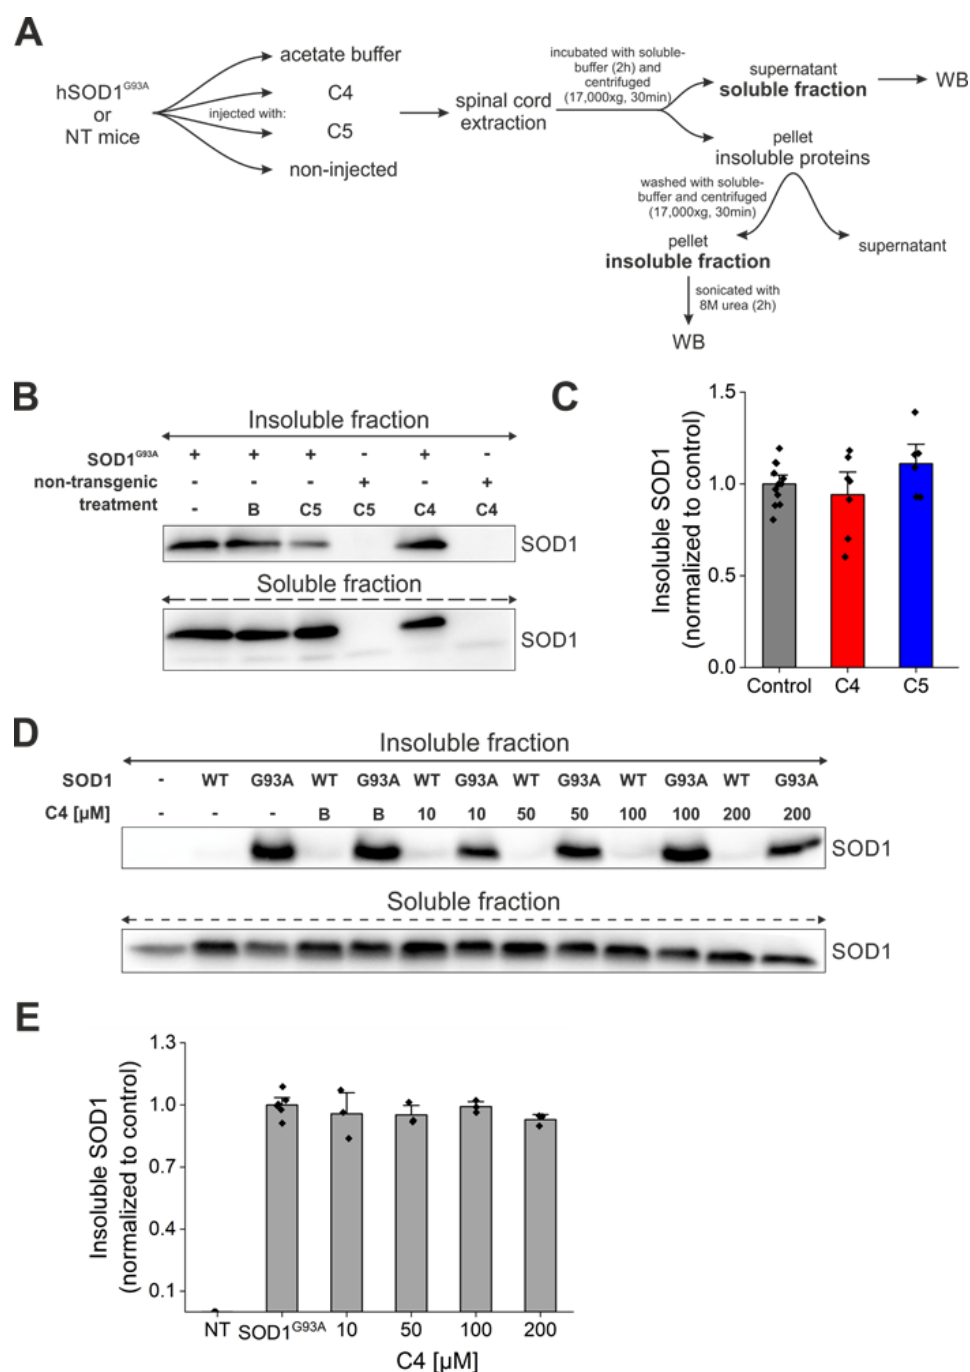 A
hSOD1G93A
or
NT mice
injected with:
acetate buffer
C4
C5
non-injected
spinal cord
extraction
incubated with soluble-
buffer (2h) and
centrifuged
(17,000xg, 30min)
supernatant
soluble fraction
WB
pellet
insoluble proteins
washed with soluble-
buffer and centrifuged
(17,000xg, 30min)
pellet
insoluble fraction
supernatant
sonicated with
8M urea (2h)
WB
B
Insoluble fraction
SOD1G93A + + + - + -
non-transgenic - - - + - +
treatment - B C5 C5 C4 C4
SOD1
Soluble fraction
SOD1
C
Insoluble SOD1
(normalized to control)
1.5
1.0
0.5
0.0
Control C4 C5
D
Insoluble fraction
SOD1 - WT G93A WT G93A WT G93A WT G93A WT G93A WT G93A
C4 [µM] - - - B B 10 10 50 50 100 100 200 200
SOD1
Soluble fraction
SOD1
E
Insoluble SOD1
(normalized to control)
1.3
1.0
0.7
0.4
0.1
NT SOD1G93A 10 50 100 200
C4 [µM]